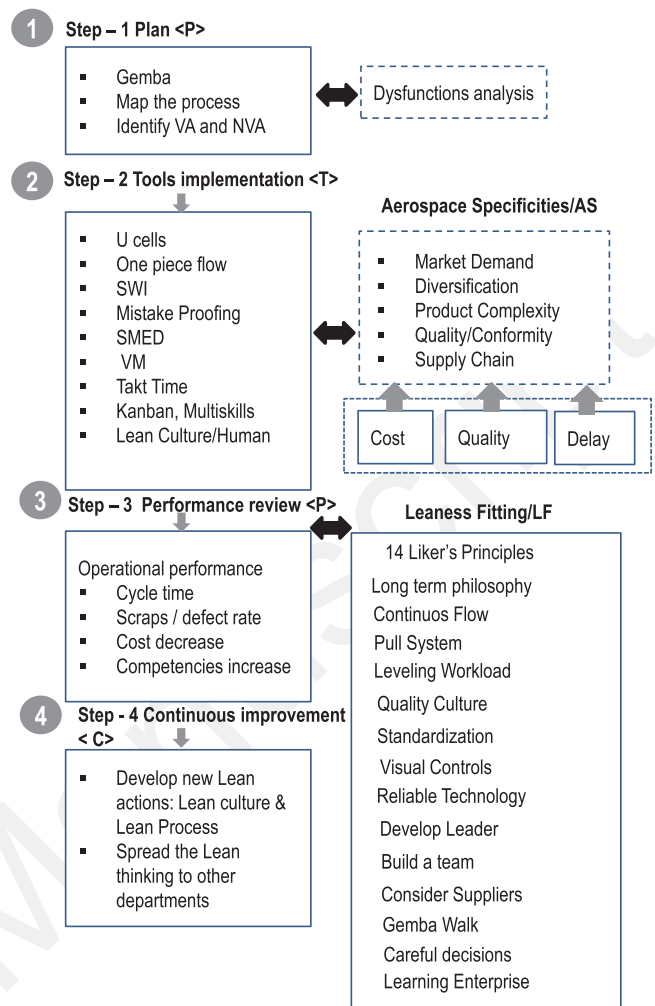 1
Step – 1 Plan <P>
▪ Gemba
▪ Map the process
▪ Identify VA and NVA
Dysfunctions analysis
2
Step – 2 Tools implementation <T>
▪ U cells
▪ One piece flow
▪ SWI
▪ Mistake Proofing
▪ SMED
▪ VM
▪ Takt Time
▪ Kanban, Multiskills
▪ Lean Culture/Human
Aerospace Specificities/AS
▪ Market Demand
▪ Diversification
▪ Product Complexity
▪ Quality/Conformity
▪ Supply Chain
Cost
Quality
Delay
3
Step – 3 Performance review <P>
Operational performance
▪ Cycle time
▪ Scraps / defect rate
▪ Cost decrease
▪ Competencies increase
Leaness Fitting/LF
14 Liker's Principles
Long term philosophy
Continuos Flow
Pull System
Leveling Workload
Quality Culture
Standardization
Visual Controls
Reliable Technology
Develop Leader
Build a team
Consider Suppliers
Gemba Walk
Careful decisions
Learning Enterprise
4
Step - 4 Continuous improvement
< C>
▪ Develop new Lean
actions: Lean culture &
Lean Process
▪ Spread the Lean
thinking to other
departments